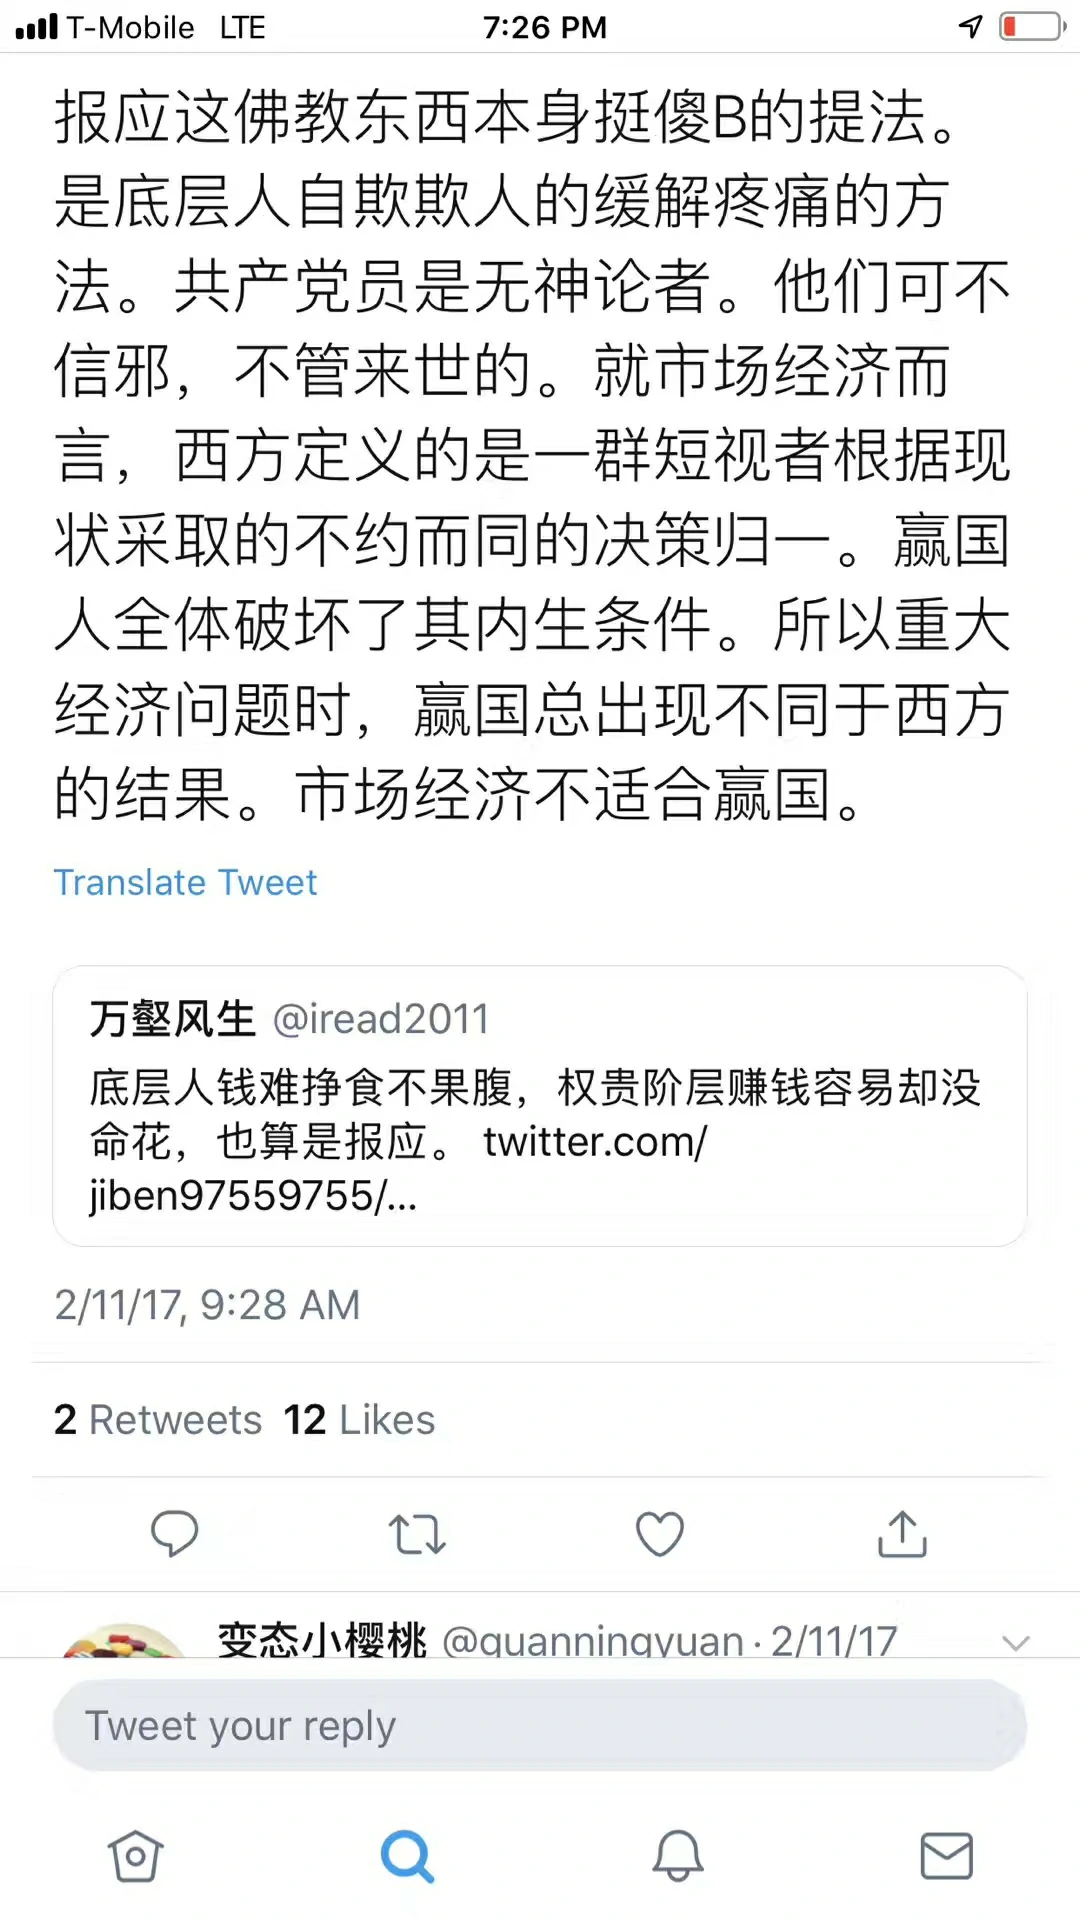 T-Mobile LTE 7:26 PM
报应这佛教东西本身挺傻B的提法。
是底层人自欺欺人的缓解疼痛的方
法。共产党员是无神论者。他们可不
信邪，不管来世的。就市场经济而
言，西方定义的是一群短视者根据现
状采取的不约而同的决策归一。赢国
人全体破坏了其内生条件。所以重大
经济问题时，赢国总出现不同于西方
的结果。市场经济不适合赢国。
Translate Tweet
万壑风生 @iread2011
底层人钱难挣食不果腹，权贵阶层赚钱容易却没
命花，也算是报应。 twitter.com/
jiben97559755/...
2/11/17, 9:28 AM
2 Retweets 12 Likes
变态小樱桃 @quanningyuan · 2/11/17
Tweet your reply